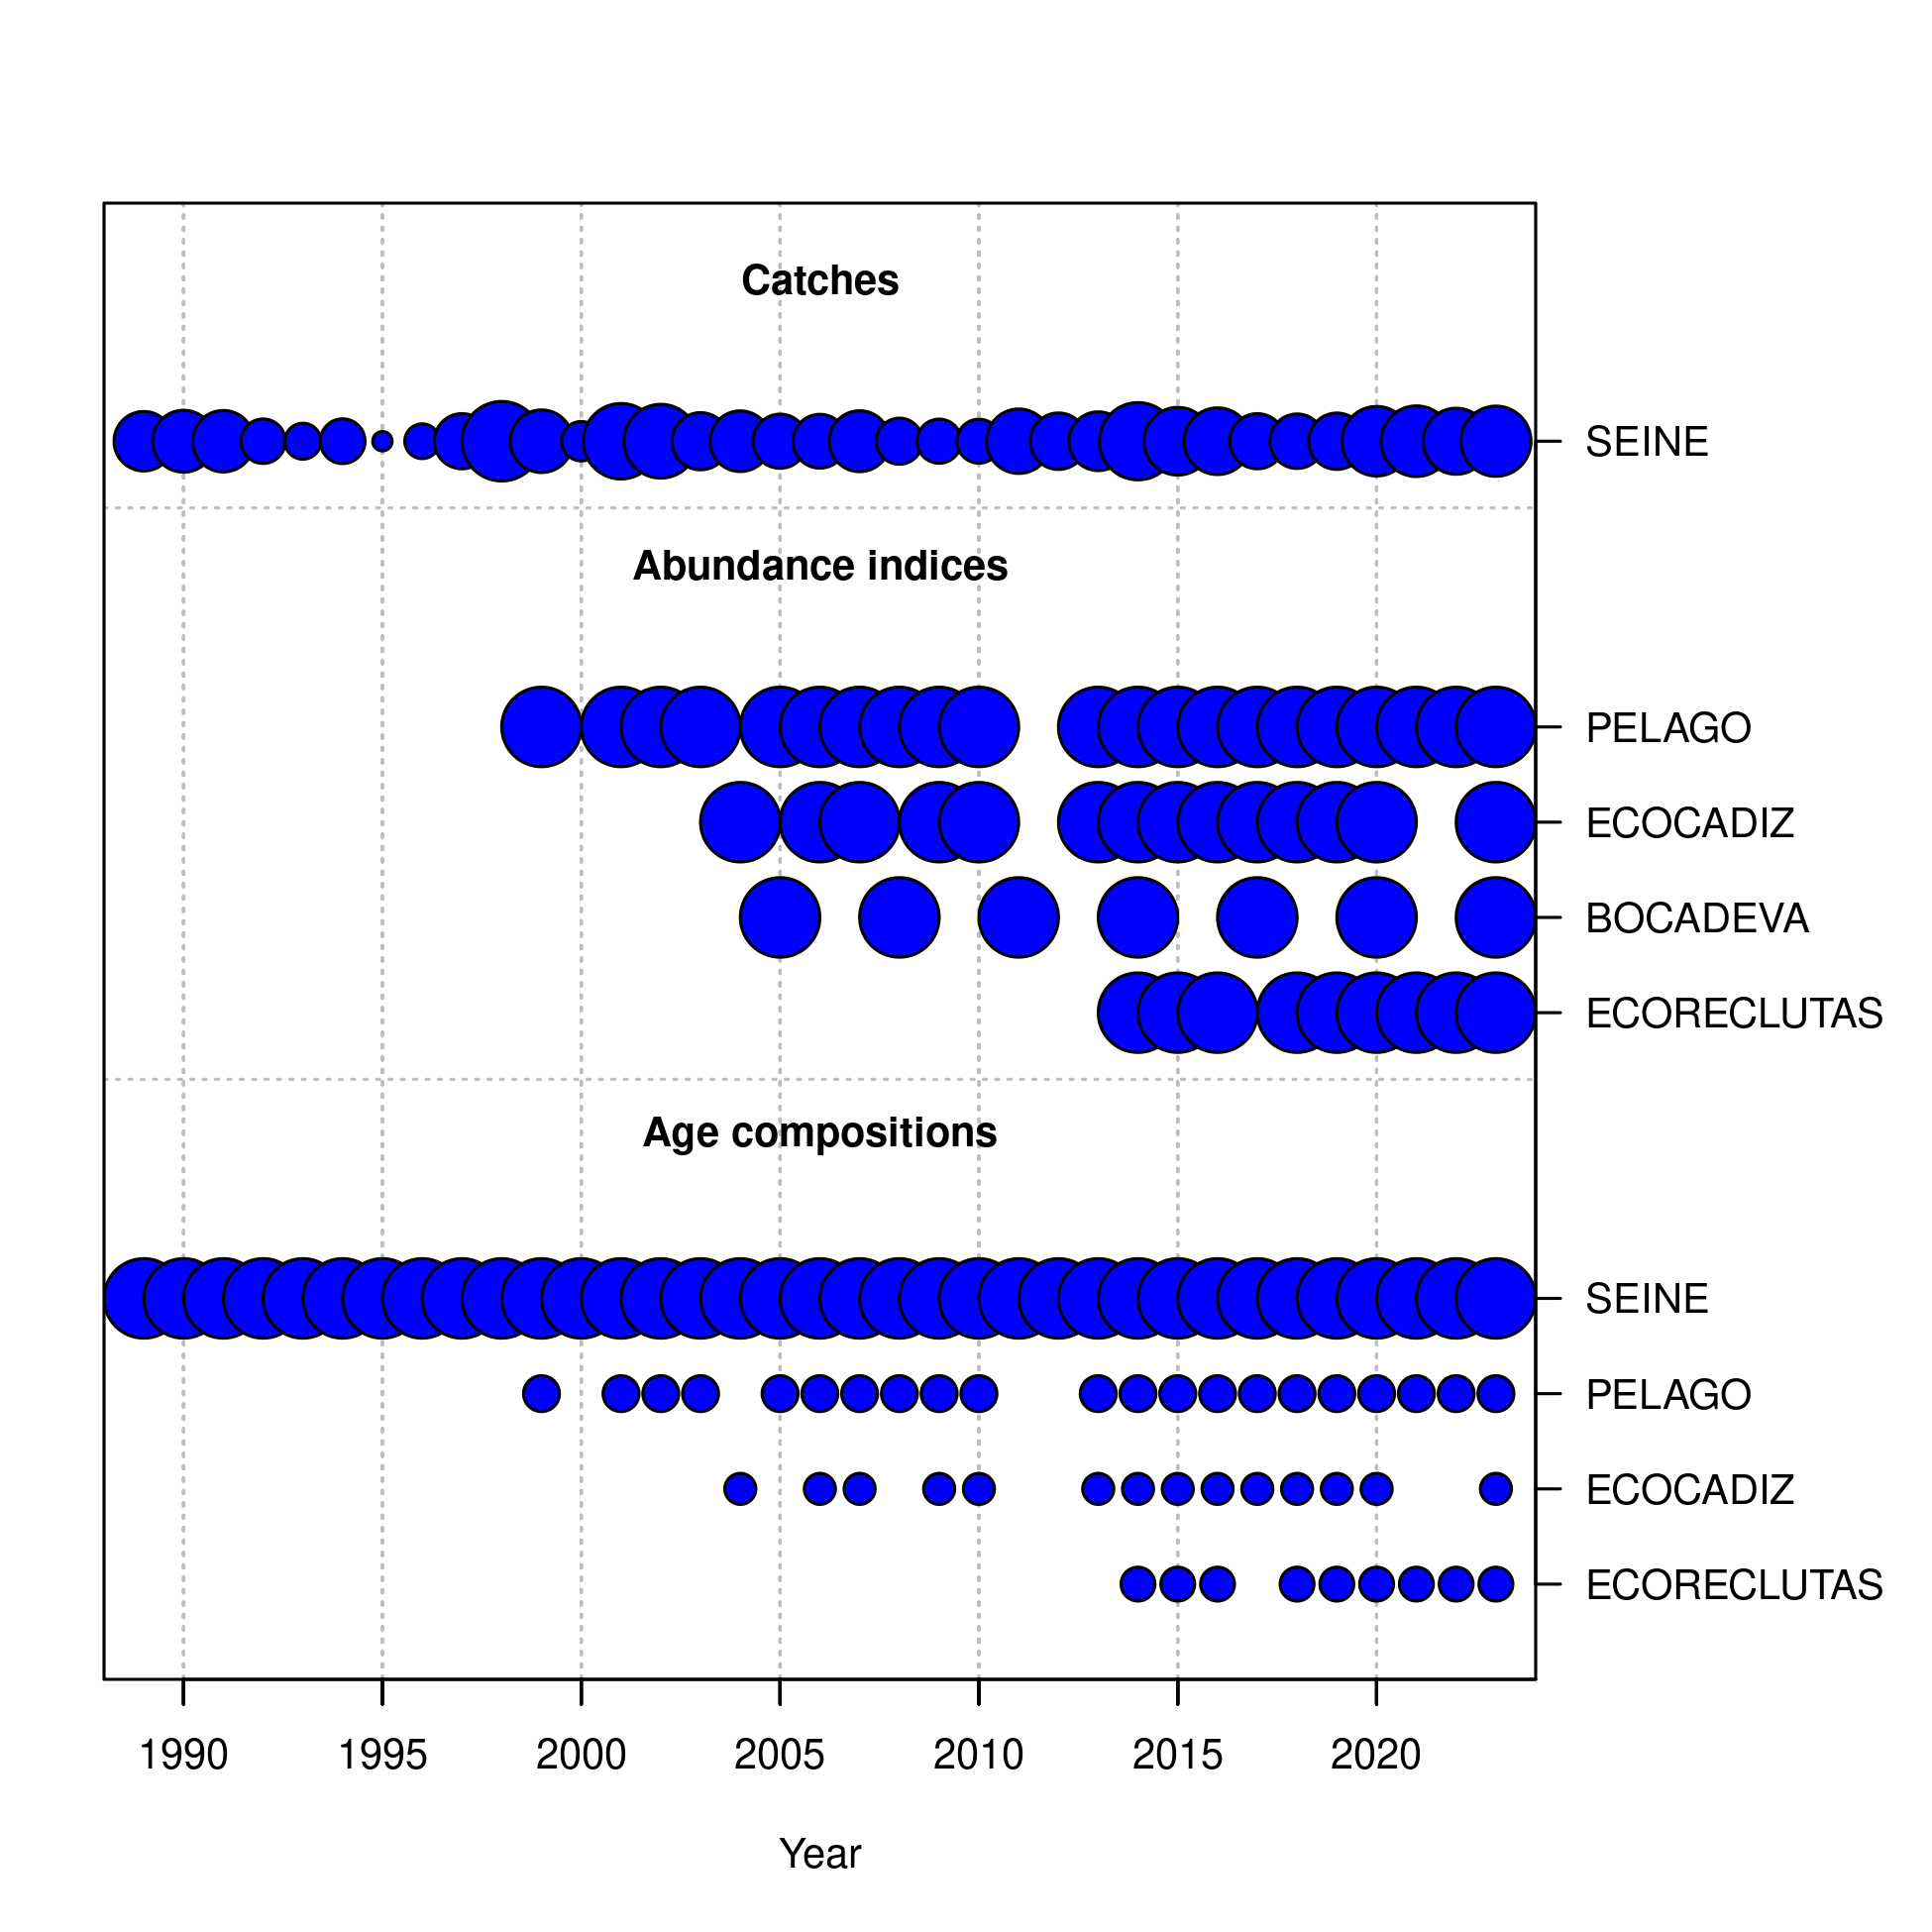 Catches
SEINE
Abundance indices
PELAGO
ECOCADIZ
BOCADEVA
ECORECLUTAS
Age compositions
SEINE
PELAGO
ECOCADIZ
ECORECLUTAS
1990 1995 2000 2005 2010 2015 2020
Year